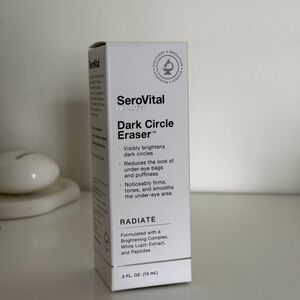 SeroVital
SeroVital
BEAUTY
Dark Circle
Eraser™
· Visibly brightens
dark circles
· Reduces the look of
under-eye bags
and puffiness
· Noticeably firms,
tones, and smooths
the under-eye area
RADIATE
Formulated with a
Brightening Complex,
White Lupin Extract,
and Peptides
.5 FL. OZ. (15 mL)